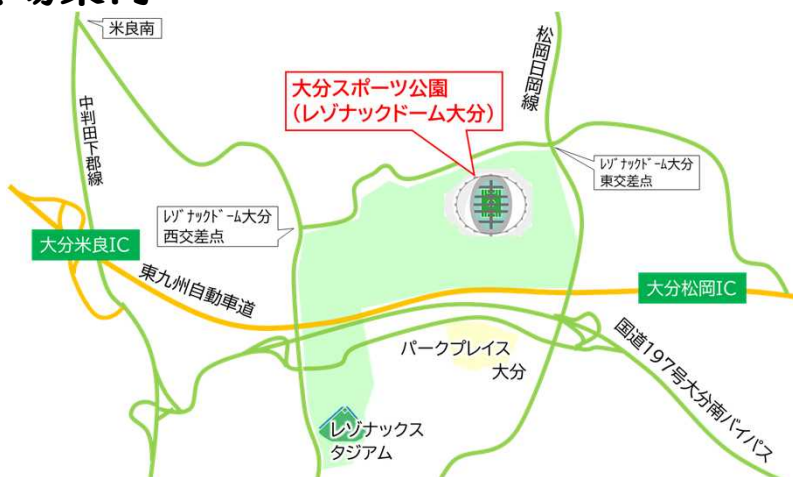 米良南
松岡日岡線
大分スポーツ公園
（レゾナックドーム大分）
中判田下郡線
ﾚｿﾞﾅｯｸﾄﾞｰﾑ大分
東交差点
ﾚｿﾞﾅｯｸﾄﾞｰﾑ大分
西交差点
大分米良IC
東九州自動車道
大分松岡IC
国道197号大分南バイパス
パークプレイス
大分
レゾナックス
タジアム